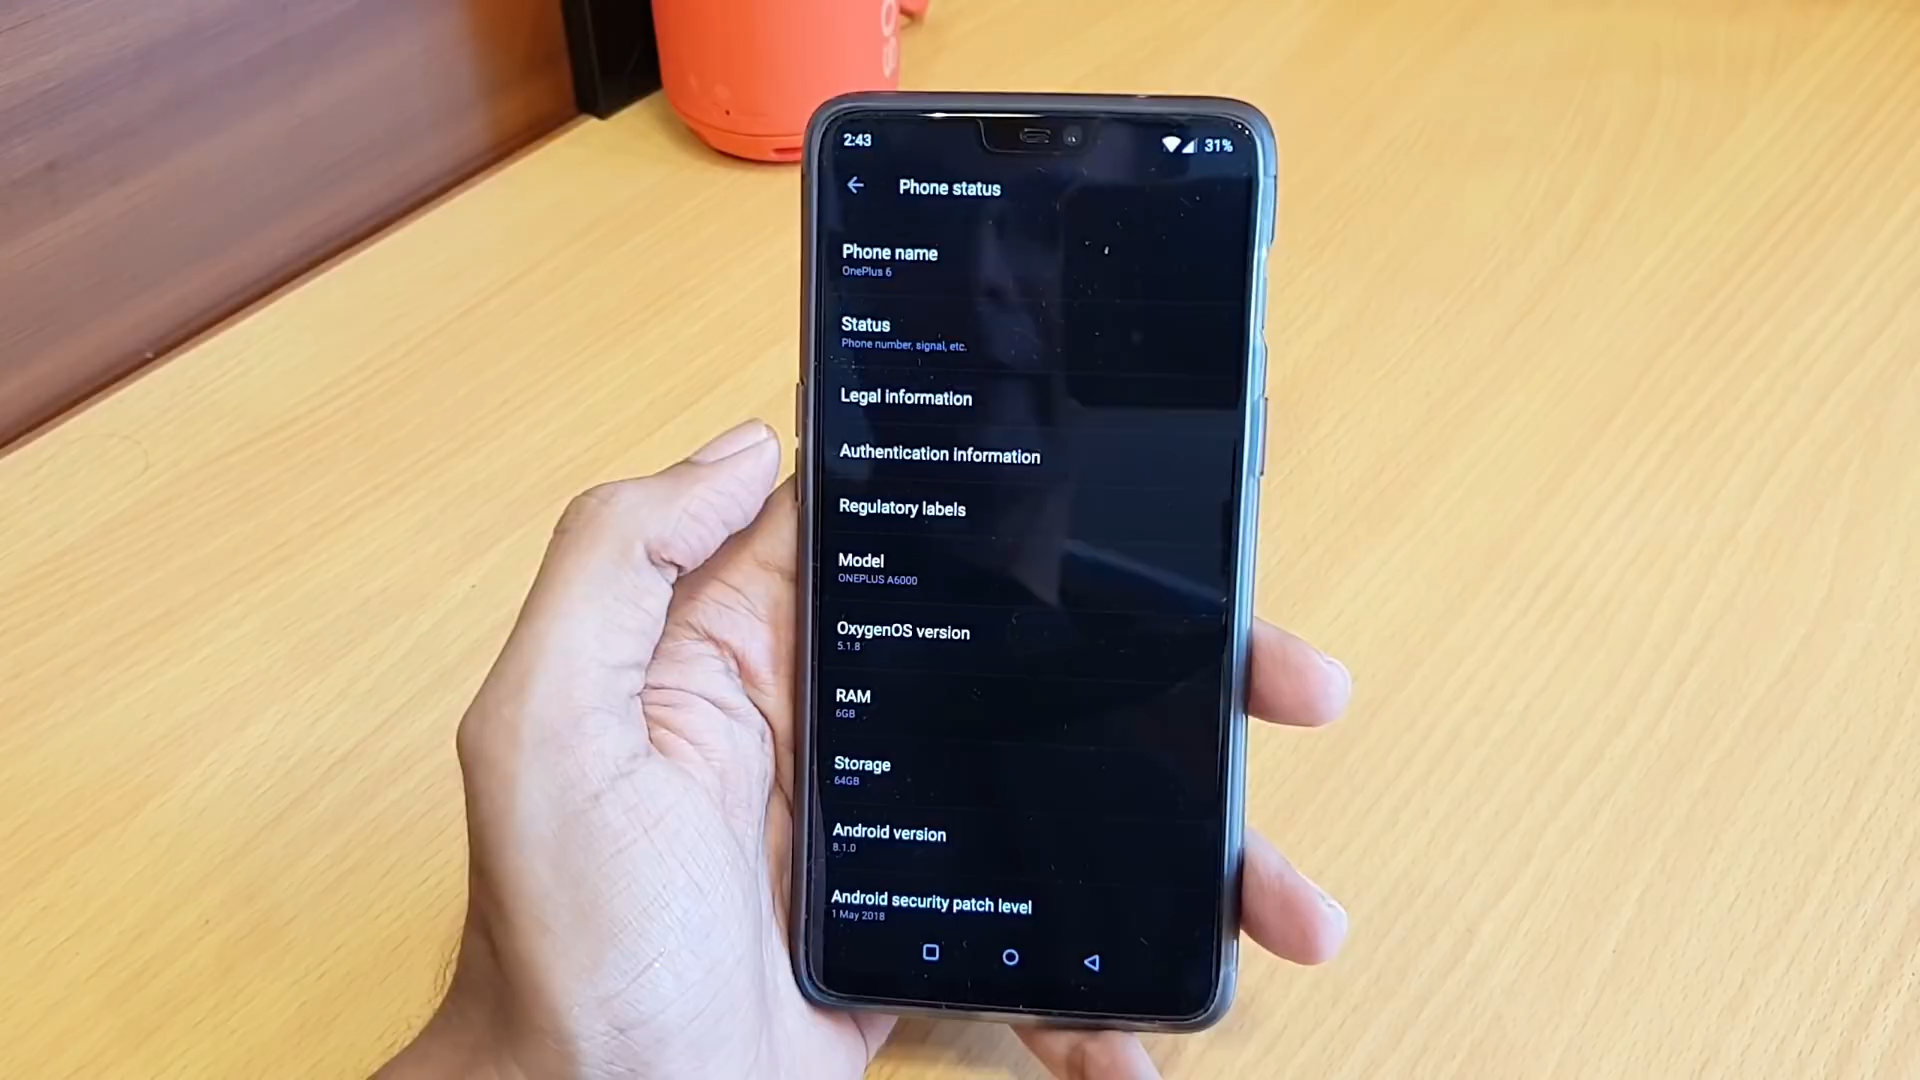 2:43
31%
Phone status
Phone name
OnePlus 6
Status
Phone number, signal, etc.
Legal information
Authentication information
Regulatory labels
Model
ONEPLUS A6000
OxygenOS version
5.1.8
RAM
6GB
Storage
64GB
Android version
8.1.0
Android security patch level
1 May 2018